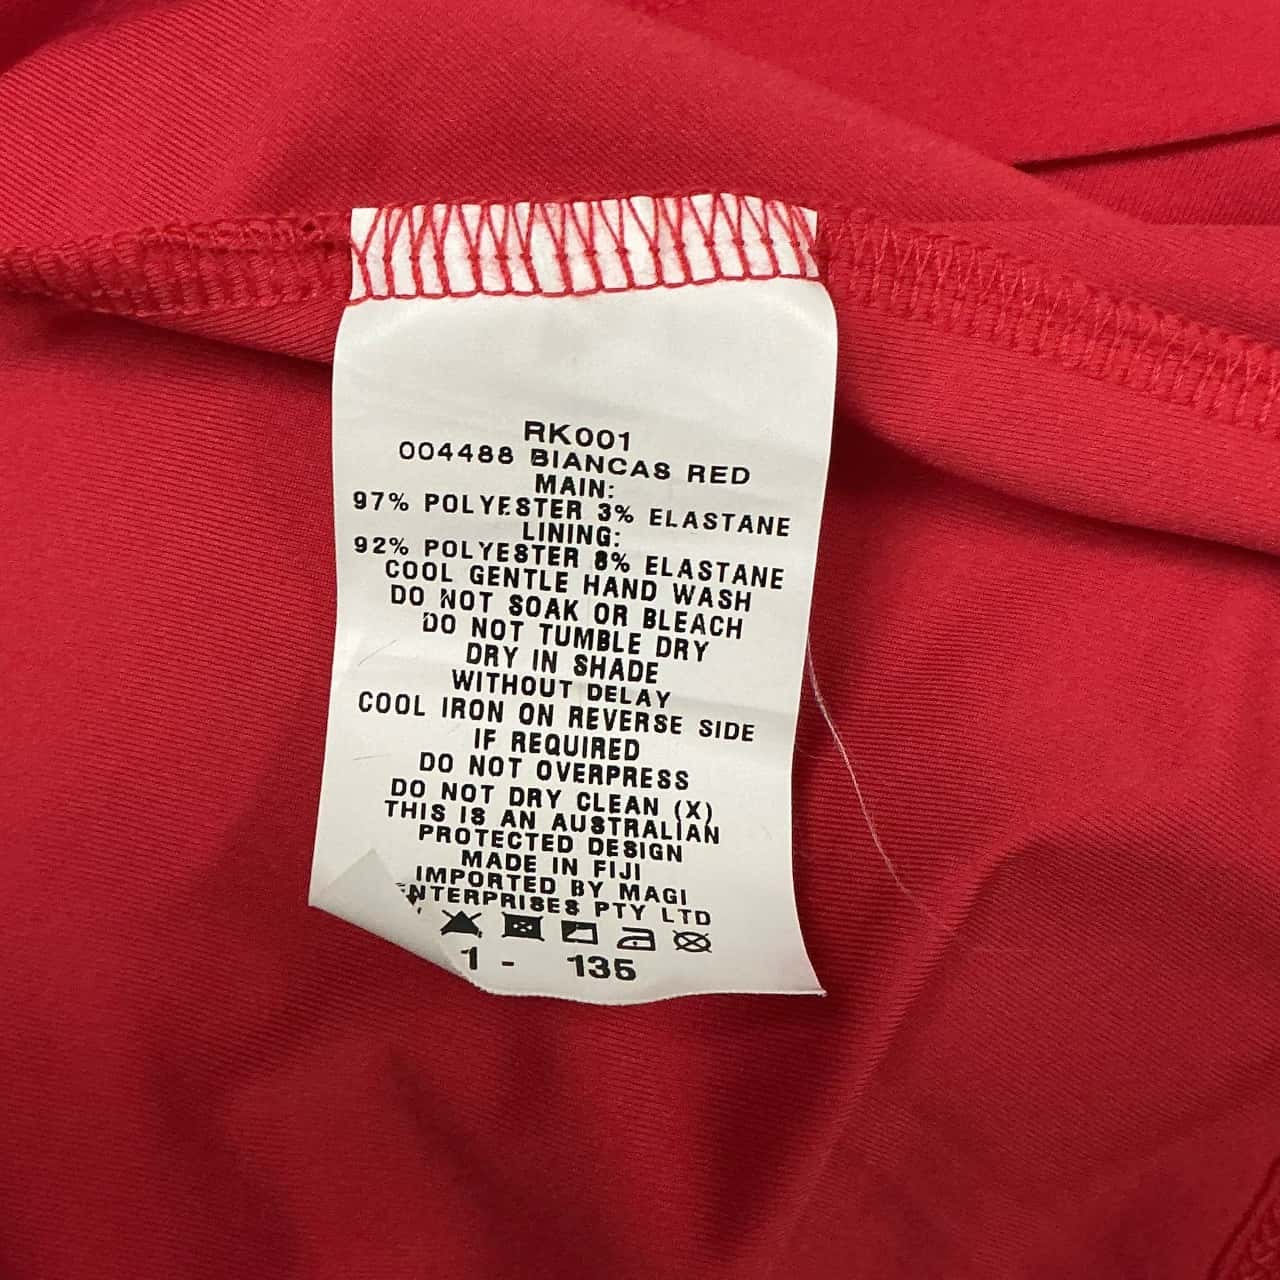 RK001
004488 BIANCAS RED
MAIN:
97% POLYESTER 3% ELASTANE
LINING:
92% POLYESTER 8% ELASTANE
COOL GENTLE HAND WASH
DO NOT SOAK OR BLEACH
DO NOT TUMBLE DRY
DRY IN SHADE
WITHOUT DELAY
COOL IRON ON REVERSE SIDE
IF REQUIRED
DO NOT OVERPRESS
DO NOT DRY CLEAN (X)
THIS IS AN AUSTRALIAN
PROTECTED DESIGN
MADE IN FIJI
IMPORTED BY MAGI
ENTERPRISES PTY LTD
1 - 135